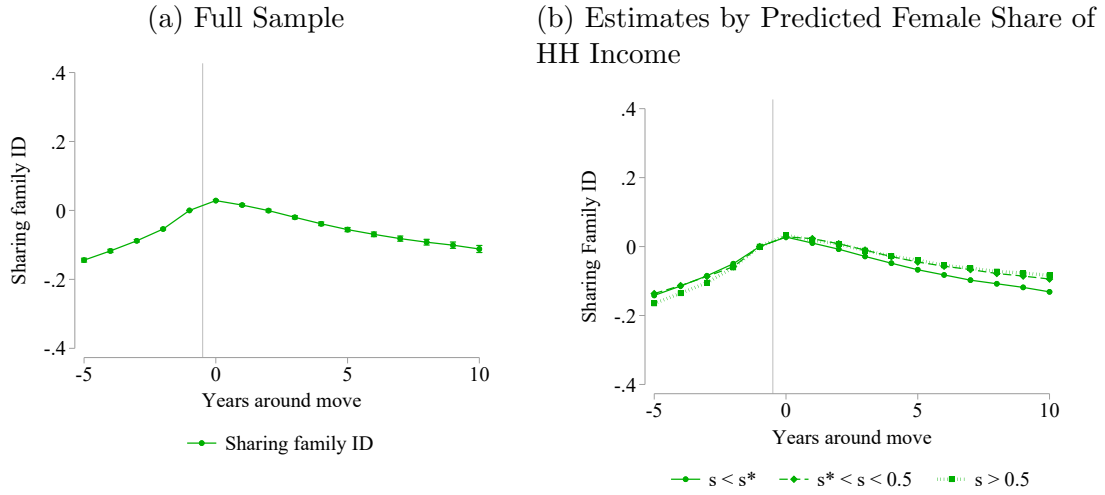 (a) Full Sample
Sharing family ID
.4
.2
0
-.2
-.4
-5
0
5
10
Years around move
Sharing family ID
(b) Estimates by Predicted Female Share of
HH Income
Sharing Family ID
.4
.2
0
-.2
-.4
-5
0
5
10
Years around move
s < s*
s* < s < 0.5
s > 0.5